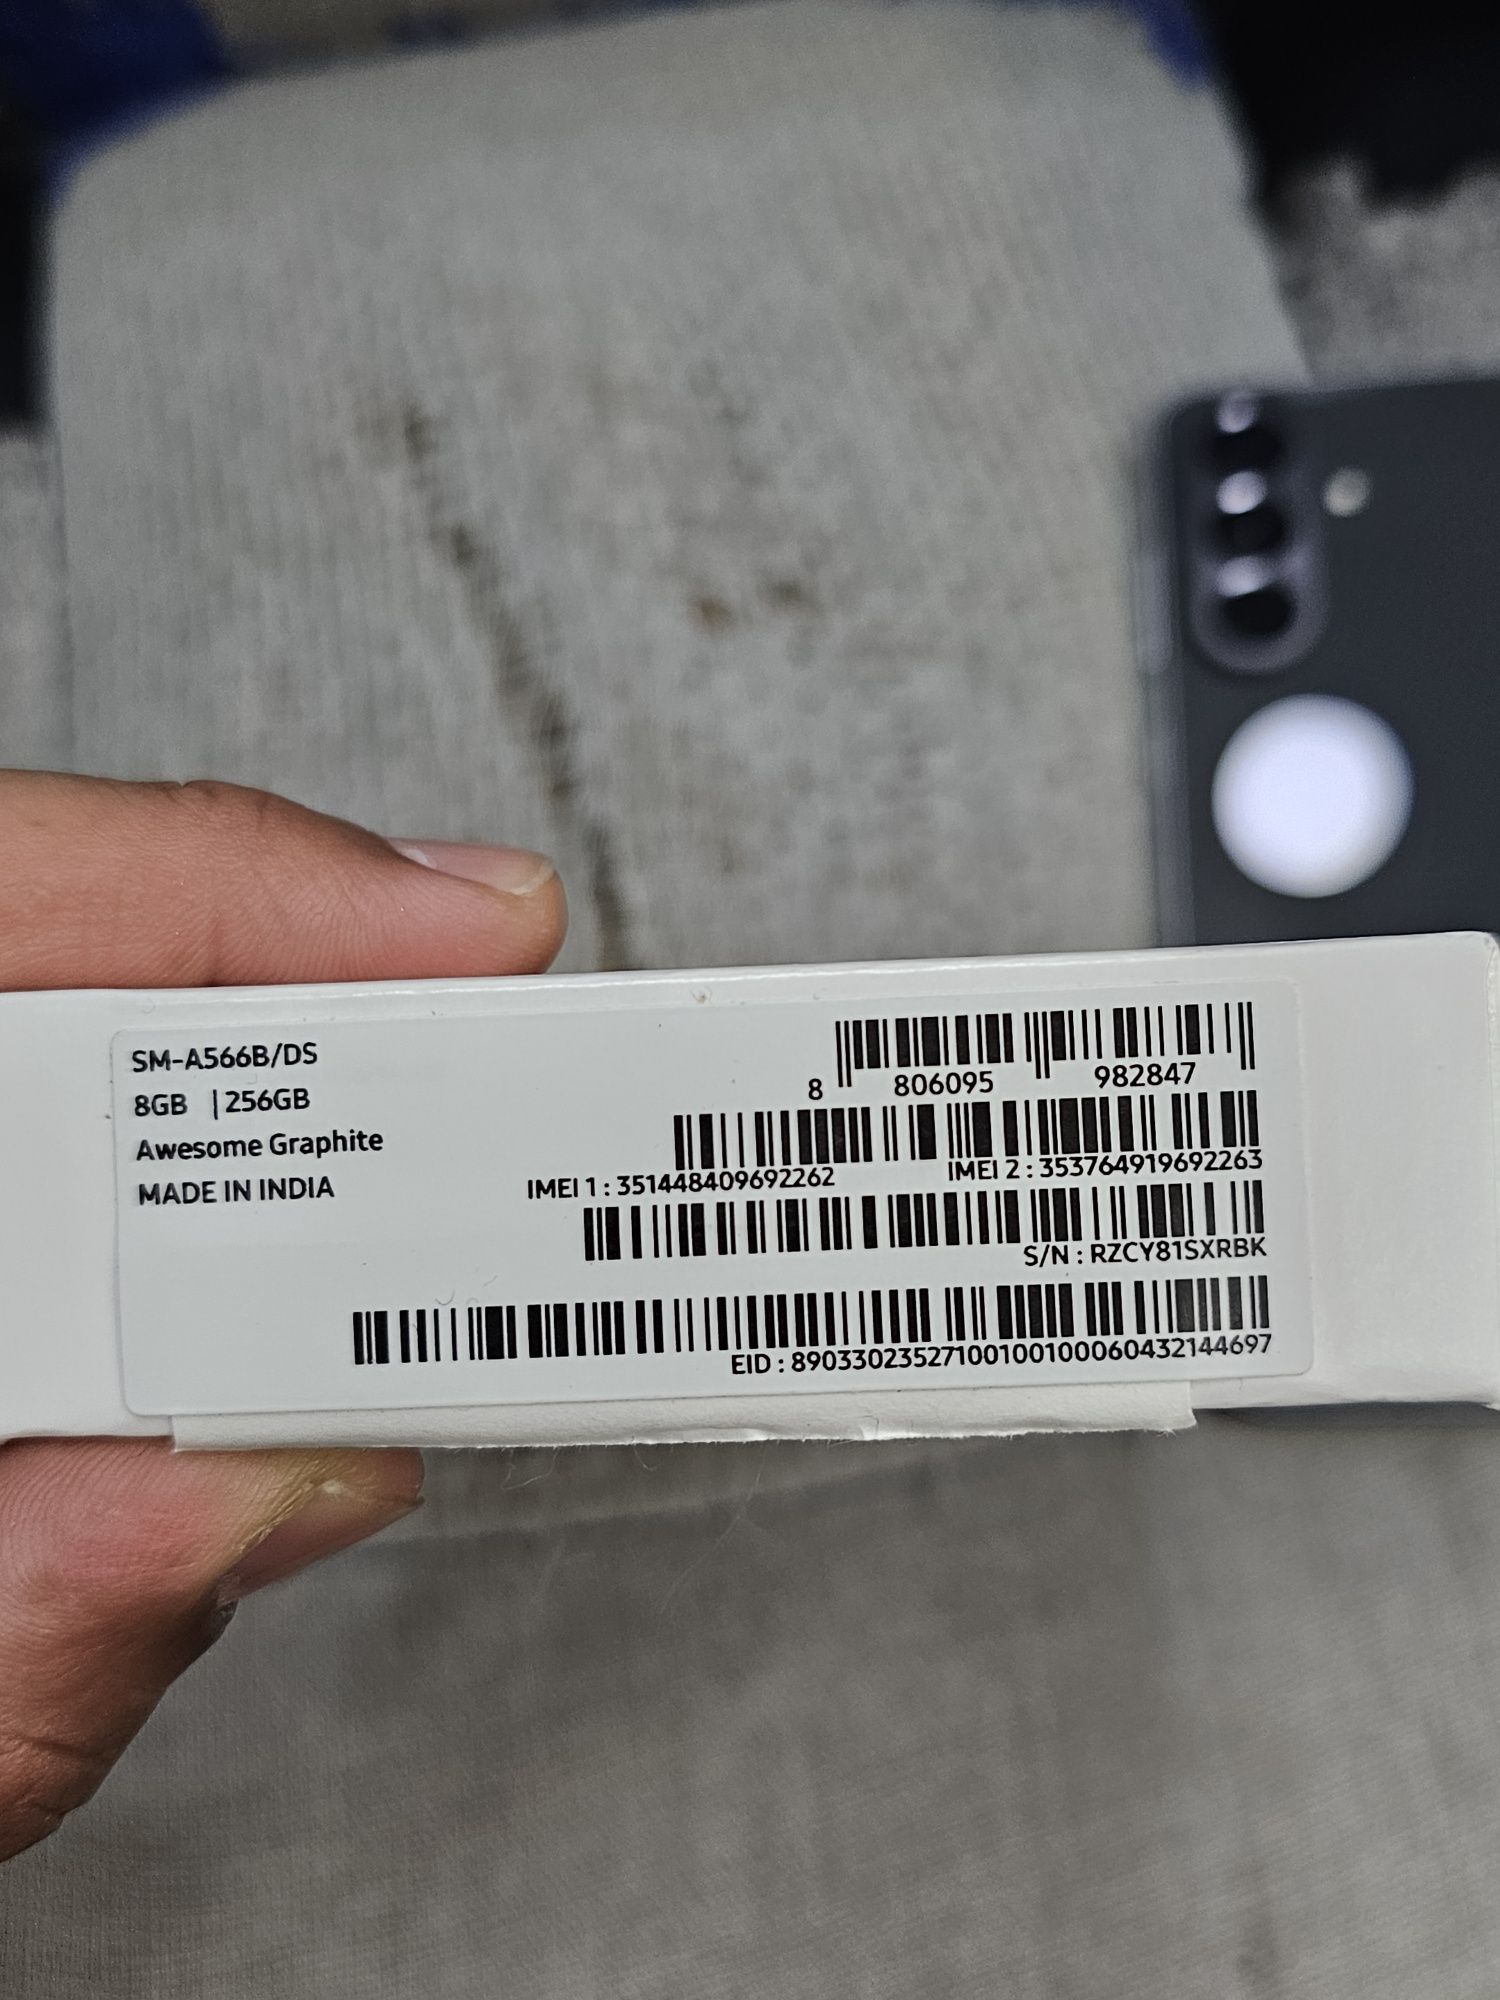 SM-A566B/DS
8GB | 256GB
Awesome Graphite
MADE IN INDIA
8 806095 982847
IMEI 1 : 351448409692262 IMEI 2 : 353764919692263
S/N : RZCY81SXRBK
EID : 89033023527100100100060432144697